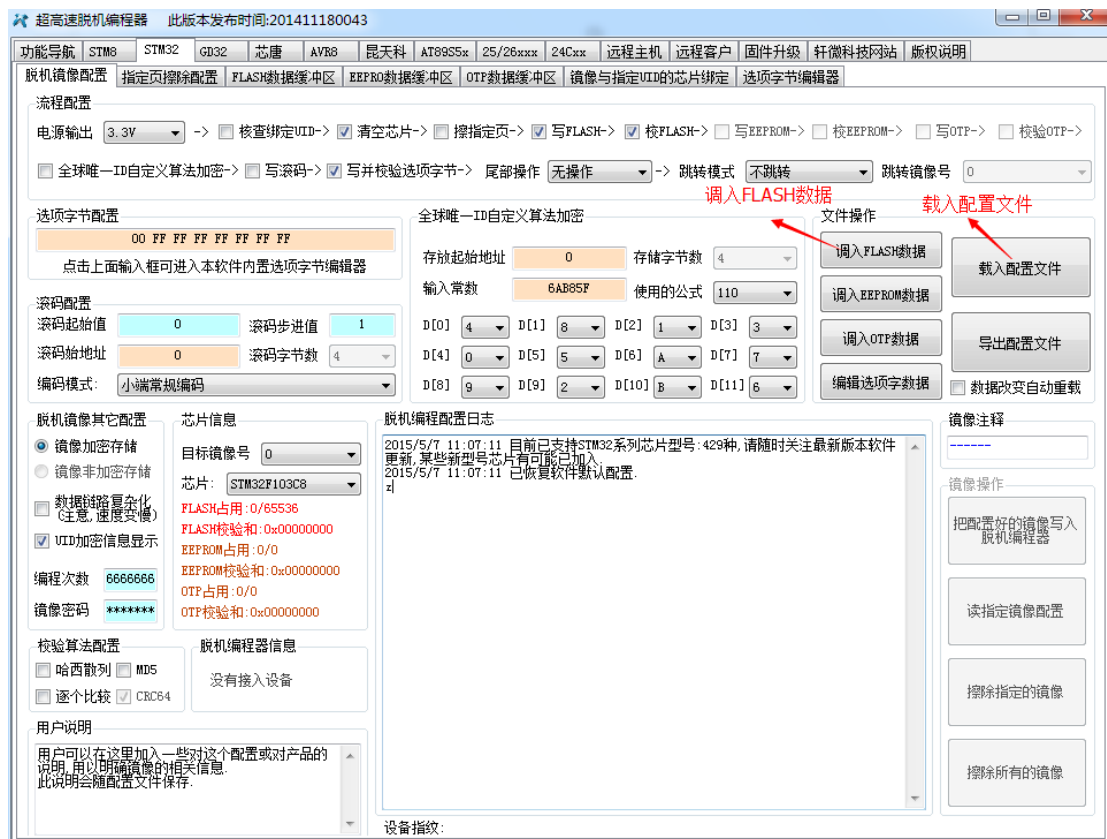 超高速脱机编程器 此版本发布时间:201411180043
功能导航 STM8 STM32 GD32 芯唐 AVR8 昆天科 AT89S5x 25/26xxx 24Cxx 远程主机 远程客户 固件升级 轩微科技网站 版权说明
脱机镜像配置 指定页擦除配置 FLASH数据缓冲区 EEPRO数据缓冲区 OTP数据缓冲区 镜像与指定UID的芯片绑定 选项字节编辑器
流程配置
电源输出 3.3V -> 核查绑定UID-> 清空芯片-> 擦指定页-> 写FLASH-> 校FLASH-> 写EEPROM-> 校EEPROM-> 写OTP-> 校验OTP->
全球唯一ID自定义算法加密-> 写滚码-> 写并校验选项字节-> 尾部操作 无操作 -> 跳转模式 不跳转 跳转镜像号 0
调入FLASH数据 载入配置文件
选项字节配置
00 FF FF FF FF FF FF FF
点击上面输入框可进入本软件内置选项字节编辑器
滚码配置
滚码起始值 0 滚码步进值 1
滚码始地址 0 滚码字节数 4
编码模式: 小端常规编码
全球唯一ID自定义算法加密
存放起始地址 0 存储字节数 4
输入常数 6AB85F 使用的公式 110
D[0] 4 D[1] 8 D[2] 1 D[3] 3
D[4] 0 D[5] 5 D[6] A D[7] 7
D[8] 9 D[9] 2 D[10] B D[11] 6
文件操作
调入FLASH数据
载入配置文件
调入EEPROM数据
调入OTP数据
导出配置文件
编辑选项字数据
数据改变自动重载
脱机镜像其它配置
镜像加密存储
镜像非加密存储
数据链路复杂化
(注意,速度变慢)
UID加密信息显示
编程次数 6666666
镜像密码 *******
芯片信息
目标镜像号 0
芯片: STM32F103C8
FLASH占用:0/65536
FLASH校验和:0x00000000
EEPROM占用:0/0
EEPROM校验和:0x00000000
OTP占用:0/0
OTP校验和:0x00000000
校验算法配置
哈西散列 MD5
逐个比较 CRC64
脱机编程器信息
没有接入设备
用户说明
用户可以在这里加入一些对这个配置或对产品的
说明,用以明确镜像的相关信息.
此说明会随配置文件保存.
脱机编程配置日志
2015/5/7 11:07:11 目前已支持STM32系列芯片型号:429种,请随时关注最新版本软件
更新,某些新型号芯片有可能已加入.
2015/5/7 11:07:11 已恢复软件默认配置.
z
设备指纹:
镜像注释
------
镜像操作
把配置好的镜像写入
脱机编程器
读指定镜像配置
擦除指定的镜像
擦除所有的镜像